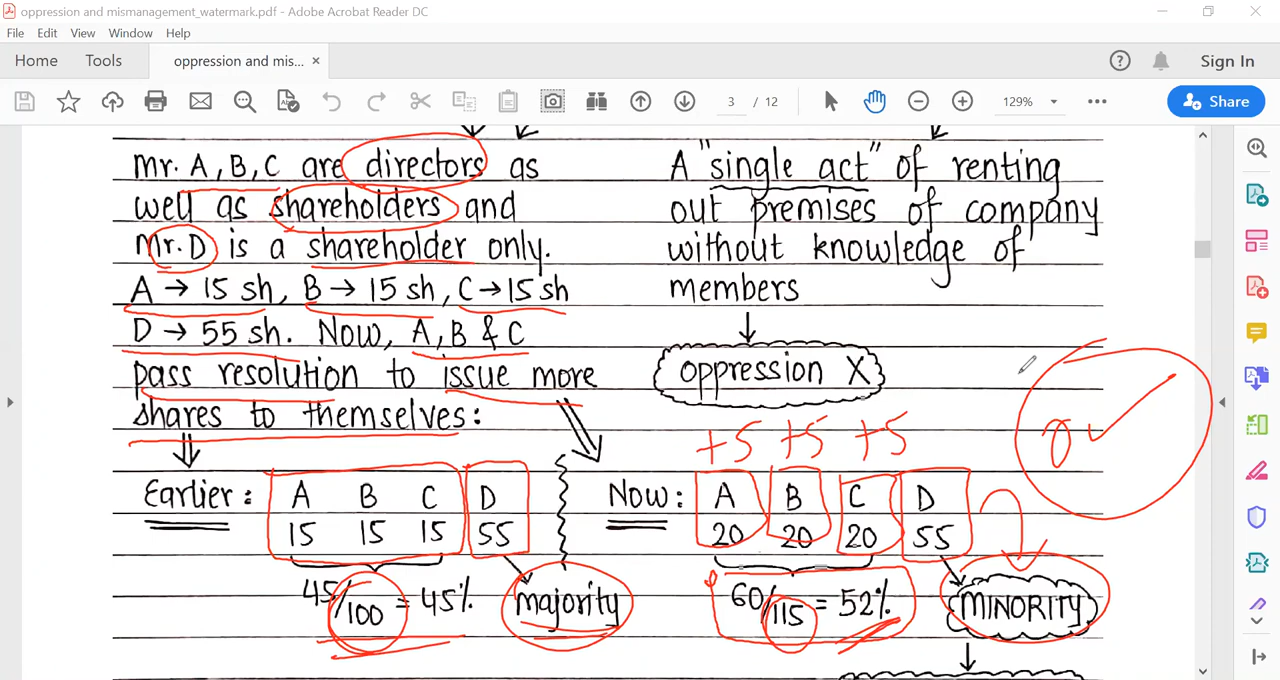 oppression and mismanagement_watermark.pdf - Adobe Acrobat Reader DC
File Edit View Window Help
Home Tools oppression and mis... × Sign In
3 / 12 129% Share
Mr. A, B, C are directors as
well as shareholders and
Mr. D is a shareholder only.
A → 15 sh, B → 15 sh, C → 15 sh
D → 55 sh. Now, A, B & C
pass resolution to issue more
shares to themselves:
A "single act" of renting
out premises of company
without knowledge of
members
oppression X
+5 +5 +5
Earlier: A B C D
15 15 15 55
45/100 = 45% majority
Now: A B C D
20 20 20 55
60/115 = 52% MINORITY